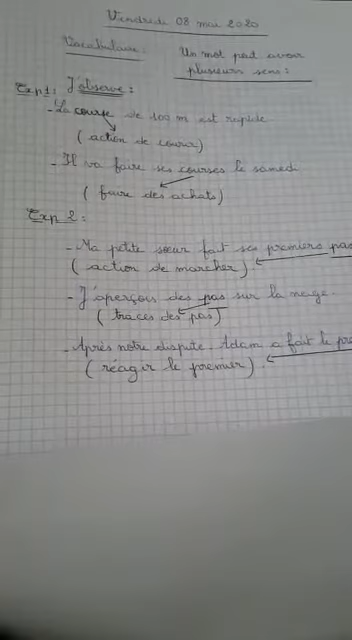 Vendredi 08 mai 2020
Vocabulaire: Un mot peut avoir
plusieurs sens:
Exp1: J'observe:
- La course de 100 m est rapide
(action de courir)
- Il va faire ses courses le samedi
(faire des achats)
Exp 2:
- Ma petite sœur fait ses premiers pas
(action de marcher).
- J'aperçois des pas sur la neige.
(traces des pas)
- Après notre dispute. Adam a fait le
(réagir le premier).